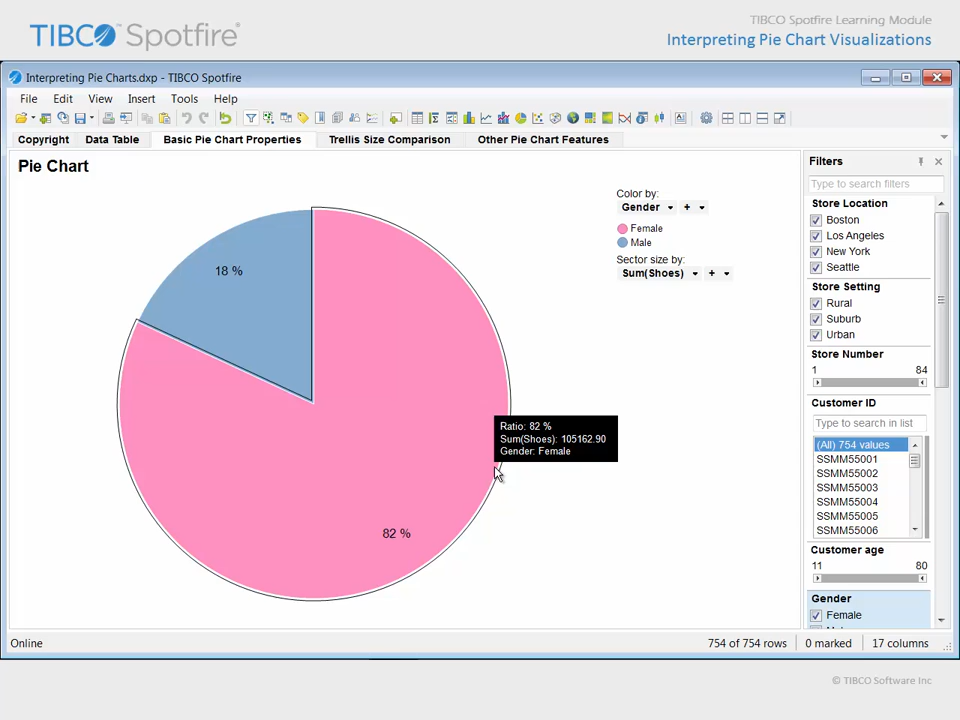 TIBCO™ Spotfire®
TIBCO Spotfire Learning Module
Interpreting Pie Chart Visualizations
Interpreting Pie Charts.dxp - TIBCO Spotfire
File Edit View Insert Tools Help
Copyright Data Table Basic Pie Chart Properties Trellis Size Comparison Other Pie Chart Features
Pie Chart
18 %
82 %
Ratio: 82 %
Sum(Shoes): 105162.90
Gender: Female
Color by:
Gender +
Female
Male
Sector size by:
Sum(Shoes) +
Filters
Type to search filters
Store Location
Boston
Los Angeles
New York
Seattle
Store Setting
Rural
Suburb
Urban
Store Number
1 84
Customer ID
Type to search in list
(All) 754 values
SSMM55001
SSMM55002
SSMM55003
SSMM55004
SSMM55005
SSMM55006
Customer age
11 80
Gender
Female
Online 754 of 754 rows 0 marked 17 columns
© TIBCO Software Inc